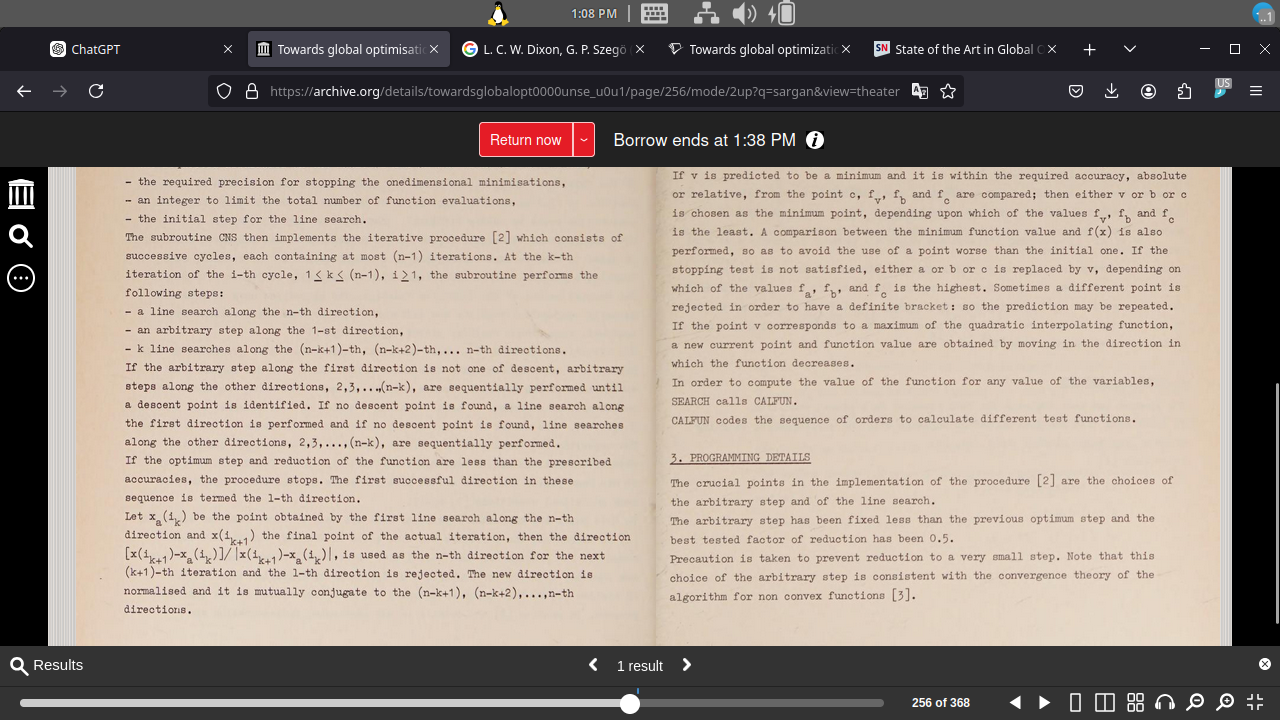 1:08 PM
..1
ChatGPT
Towards global optimisati
L. C. W. Dixon, G. P. Szegö
Towards global optimizati
SN State of the Art in Global O
https://archive.org/details/towardsglobalopt0000unse_u0u1/page/256/mode/2up?q=sargan&view=theater
US
Return now
Borrow ends at 1:38 PM
- the required precision for stopping the onedimensional minimisations,
- an integer to limit the total number of function evaluations,
- the initial step for the line search.
The subroutine CNS then implements the iterative procedure [2] which consists of
successive cycles, each containing at most (n-1) iterations. At the k-th
iteration of the i-th cycle, 1 ≤ k ≤ (n-1), i ≥ 1, the subroutine performs the
following steps:
- a line search along the n-th direction,
- an arbitrary step along the 1-st direction,
- k line searches along the (n-k+1)-th, (n-k+2)-th,... n-th directions.
If the arbitrary step along the first direction is not one of descent, arbitrary
steps along the other directions, 2,3,...,(n-k), are sequentially performed until
a descent point is identified. If no descent point is found, a line search along
the first direction is performed and if no descent point is found, line searches
along the other directions, 2,3,...,(n-k), are sequentially performed.
If the optimum step and reduction of the function are less than the prescribed
accuracies, the procedure stops. The first successful direction in these
sequence is termed the l-th direction.
Let x_a(i_k) be the point obtained by the first line search along the n-th
direction and x(i_k+1) the final point of the actual iteration, then the direction
[x(i_k+1)-x_a(i_k)]/|x(i_k+1)-x_a(i_k)|, is used as the n-th direction for the next
(k+1)-th iteration and the l-th direction is rejected. The new direction is
normalised and it is mutually conjugate to the (n-k+1), (n-k+2),...,n-th
directions.
If v is predicted to be a minimum and it is within the required accuracy, absolute
or relative, from the point c, f_v, f_b and f_c are compared; then either v or b or c
is chosen as the minimum point, depending upon which of the values f_v, f_b and f_c
is the least. A comparison between the minimum function value and f(x) is also
performed, so as to avoid the use of a point worse than the initial one. If the
stopping test is not satisfied, either a or b or c is replaced by v, depending on
which of the values f_a, f_b, and f_c is the highest. Sometimes a different point is
rejected in order to have a definite bracket: so the prediction may be repeated.
If the point v corresponds to a maximum of the quadratic interpolating function,
a new current point and function value are obtained by moving in the direction in
which the function decreases.
In order to compute the value of the function for any value of the variables,
SEARCH calls CALFUN.
CALFUN codes the sequence of orders to calculate different test functions.
3. PROGRAMMING DETAILS
The crucial points in the implementation of the procedure [2] are the choices of
the arbitrary step and of the line search.
The arbitrary step has been fixed less than the previous optimum step and the
best tested factor of reduction has been 0.5.
Precaution is taken to prevent reduction to a very small step. Note that this
choice of the arbitrary step is consistent with the convergence theory of the
algorithm for non convex functions [3].
Results
1 result
256 of 368